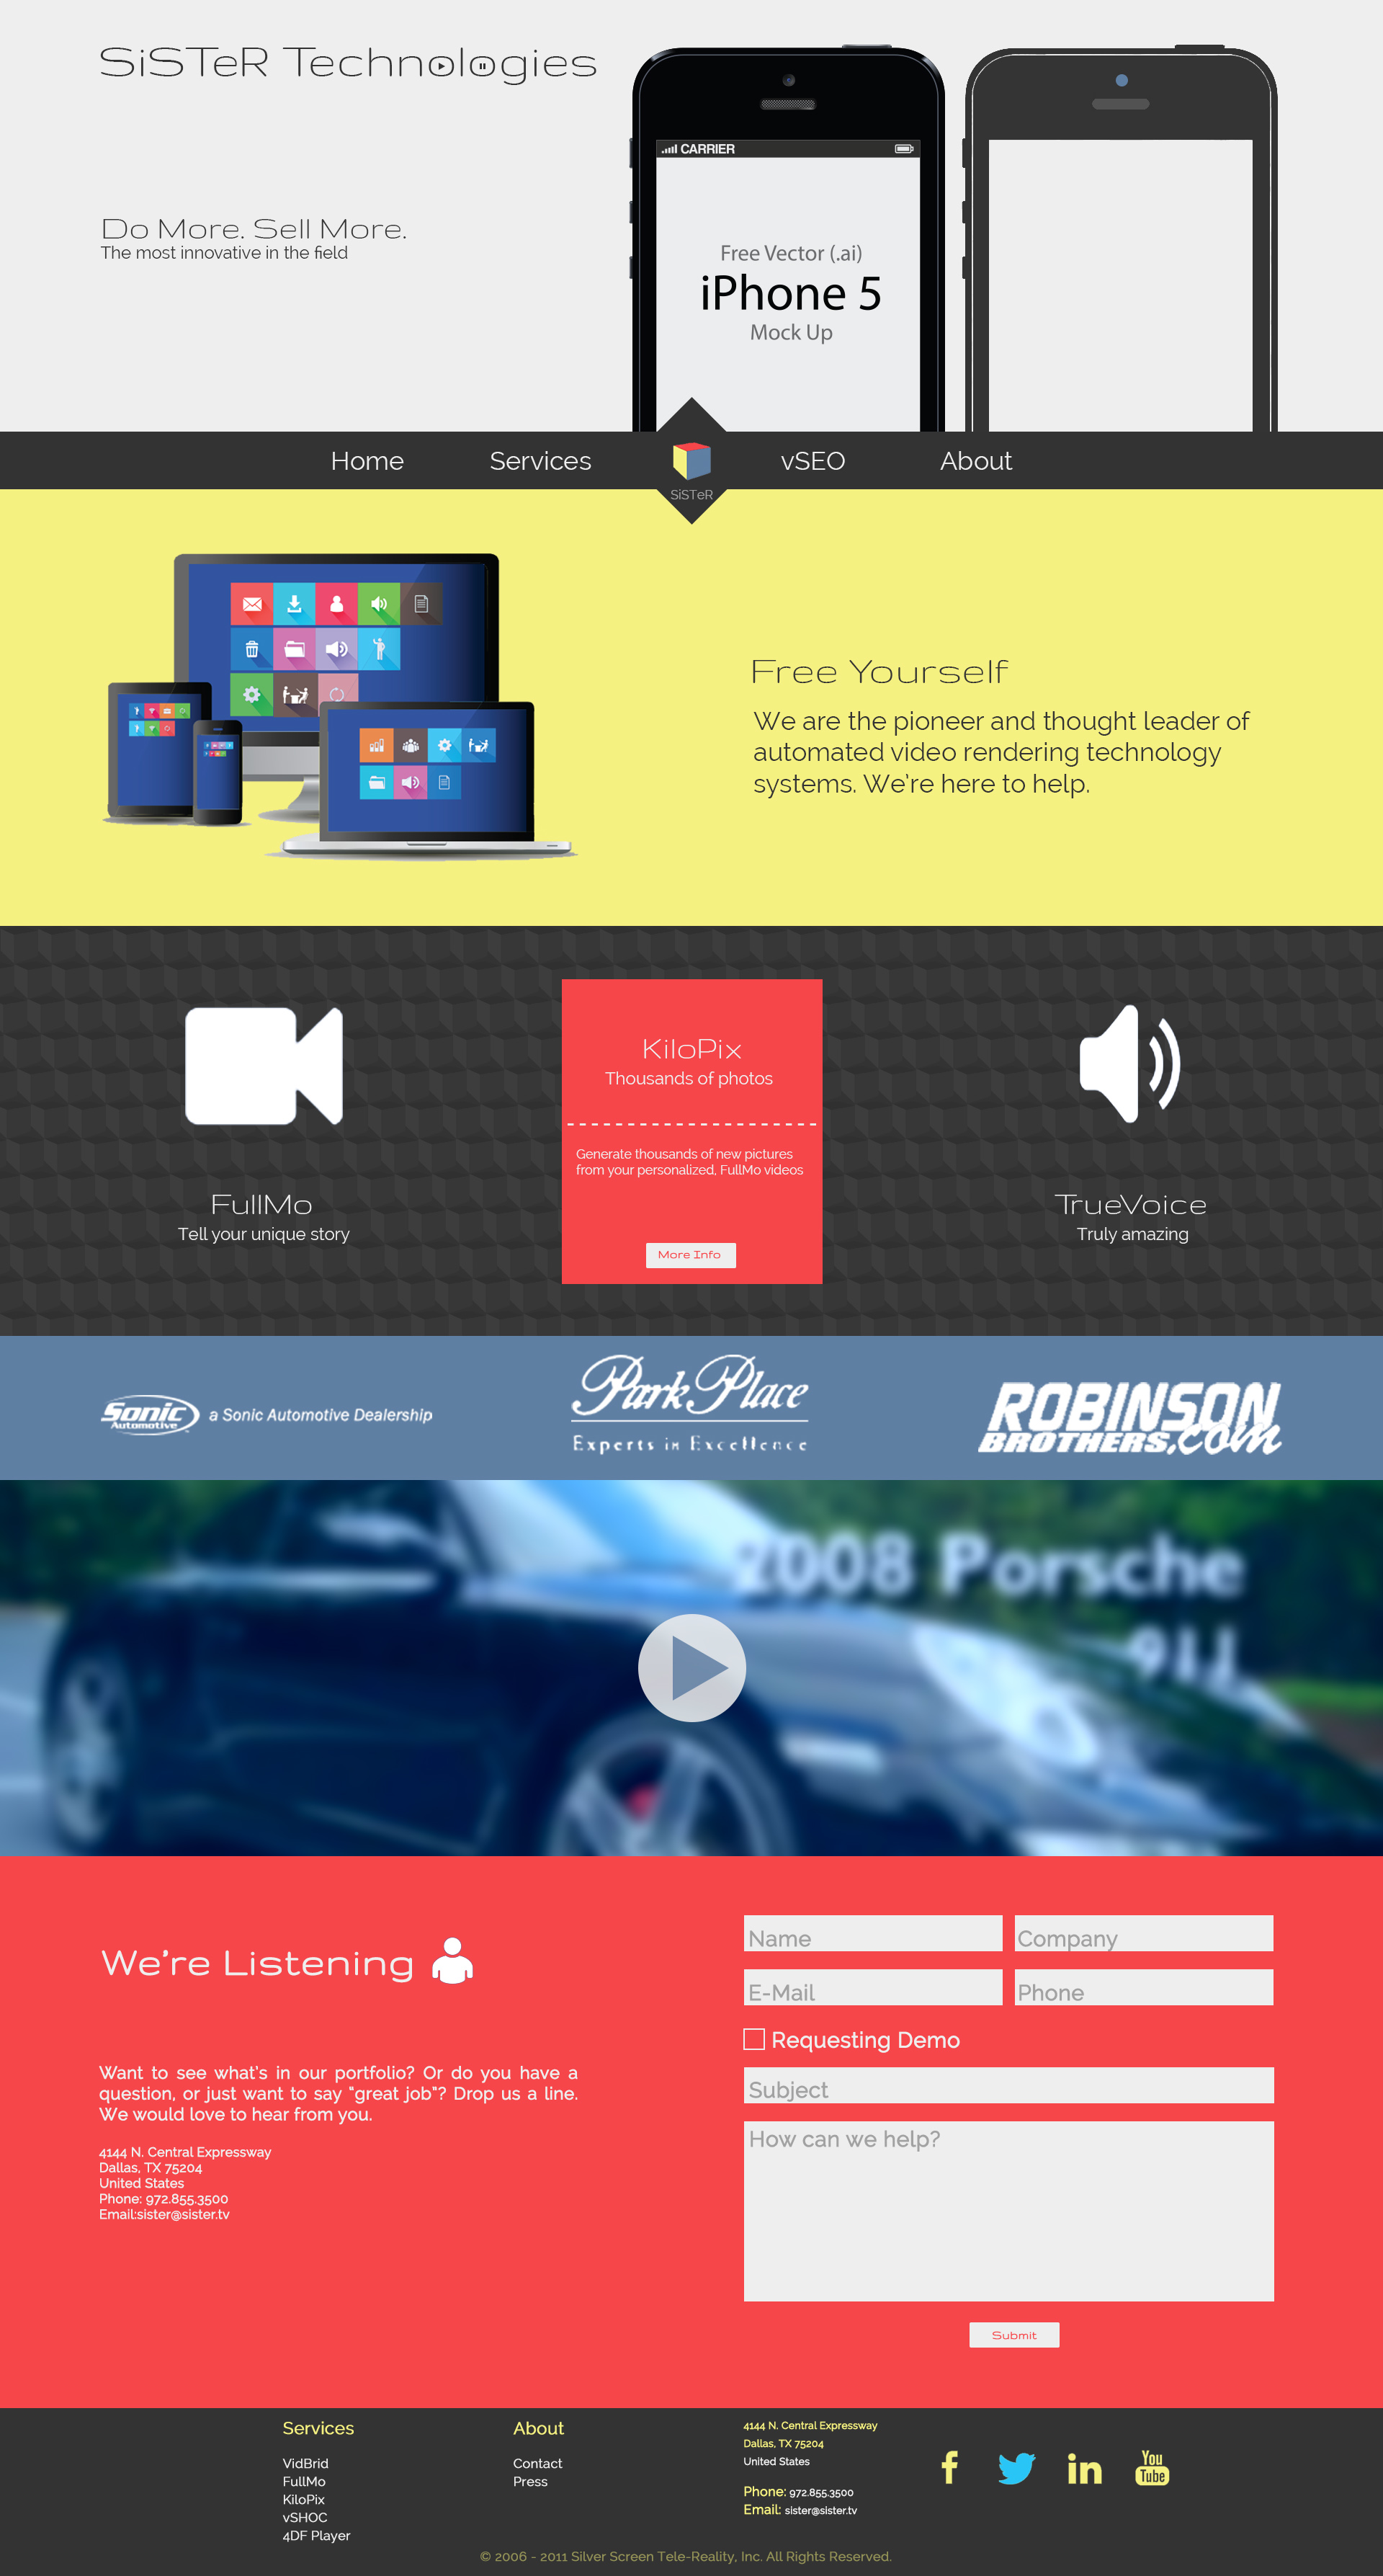 SiSTeR Technologies
CARRIER
Do More. Sell More.
The most innovative in the field
Free Vector (.ai)
iPhone 5
Mock Up
Home
Services
vSEO
About
SiSTeR
Free Yourself
We are the pioneer and thought leader of
automated video rendering technology
systems. We're here to help.
KiloPix
Thousands of photos
Generate thousands of new pictures
from your personalized, FullMo videos
More Info
FullMo
Tell your unique story
TrueVoice
Truly amazing
Sonic
Automotive
a Sonic Automotive Dealership
Park Place
Experts in Excellence
ROBINSON
BROTHERS.com
2008 Porsche
911
We're Listening
Want to see what's in our portfolio? Or do you have a
question, or just want to say "great job"? Drop us a line.
We would love to hear from you.
4144 N. Central Expressway
Dallas, TX 75204
United States
Phone: 972.855.3500
Email:sister@sister.tv
Name
Company
E-Mail
Phone
Requesting Demo
Subject
How can we help?
Submit
Services
VidBrid
FullMo
KiloPix
vSHOC
4DF Player
About
Contact
Press
4144 N. Central Expressway
Dallas, TX 75204
United States
Phone: 972.855.3500
Email: sister@sister.tv
f
in
You
Tube
© 2006 - 2011 Silver Screen Tele-Reality, Inc. All Rights Reserved.